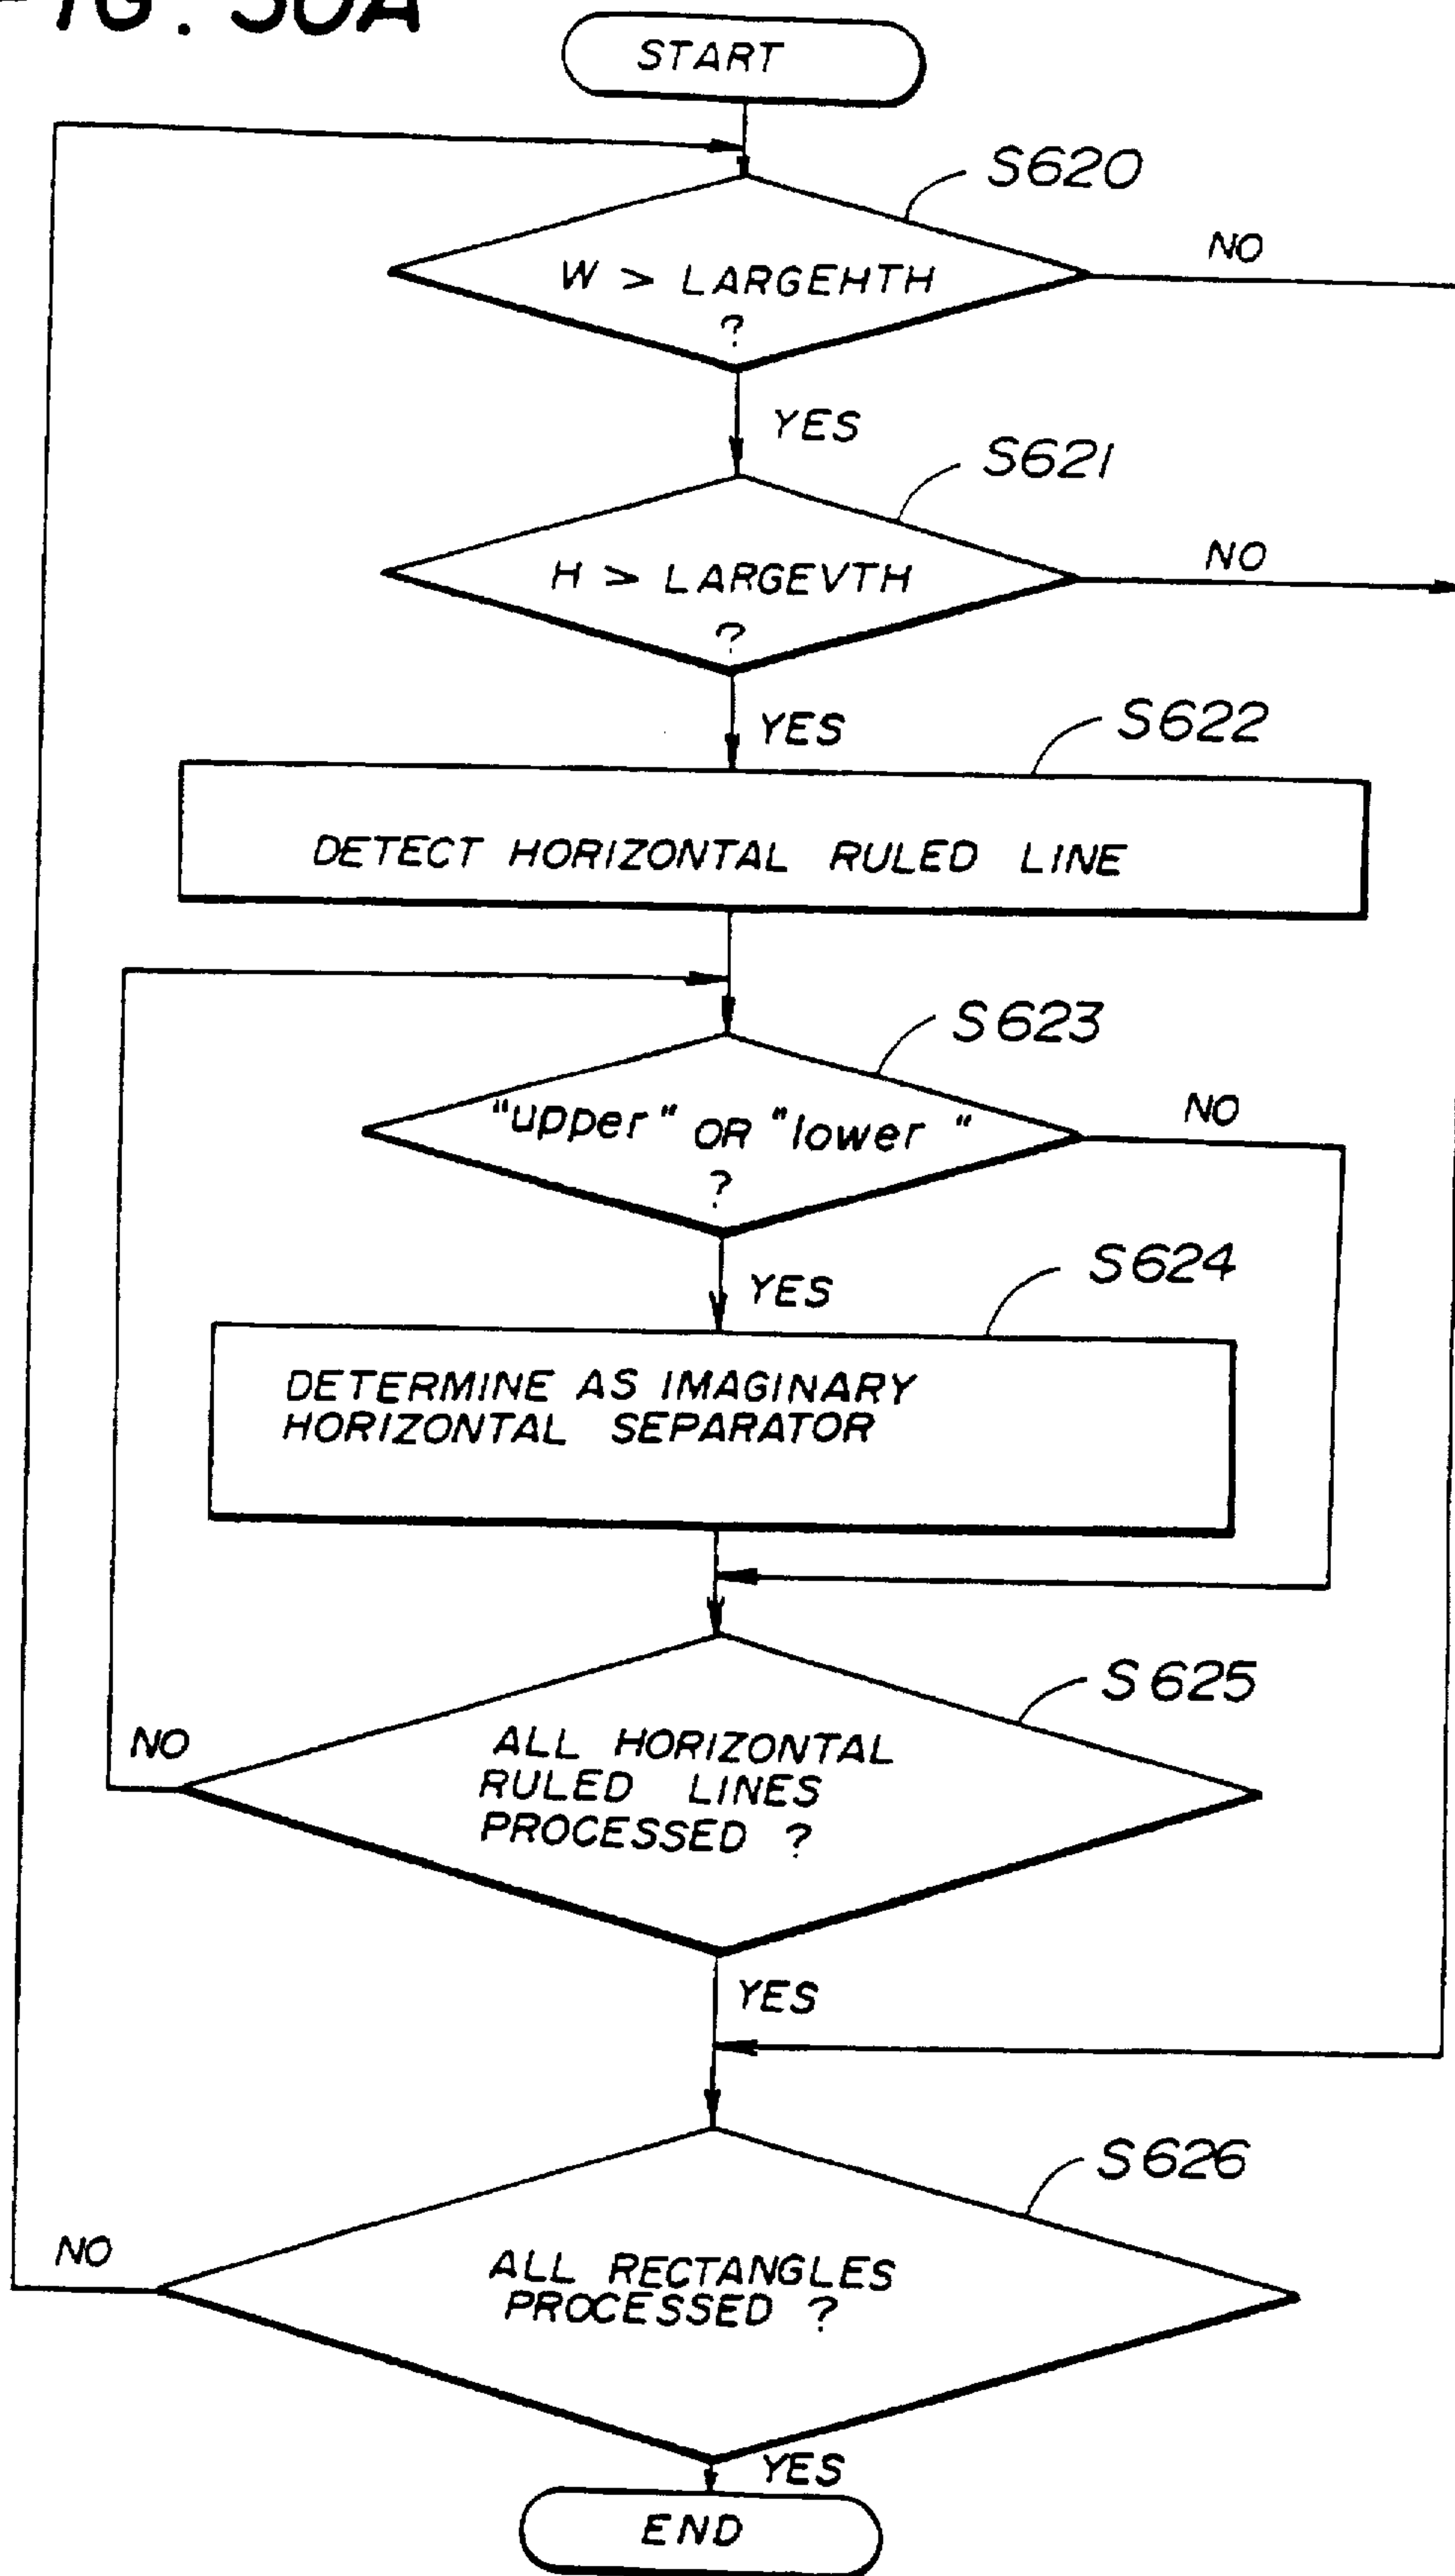 FIG. 50A
START
S620
W > LARGEHTH
?
NO
YES
S621
H > LARGEVTH
?
NO
YES
S622
DETECT HORIZONTAL RULED LINE
S623
"upper" OR "lower"
?
NO
YES
S624
DETERMINE AS IMAGINARY
HORIZONTAL SEPARATOR
S625
ALL HORIZONTAL
RULED LINES
PROCESSED ?
NO
YES
S626
ALL RECTANGLES
PROCESSED ?
NO
YES
END